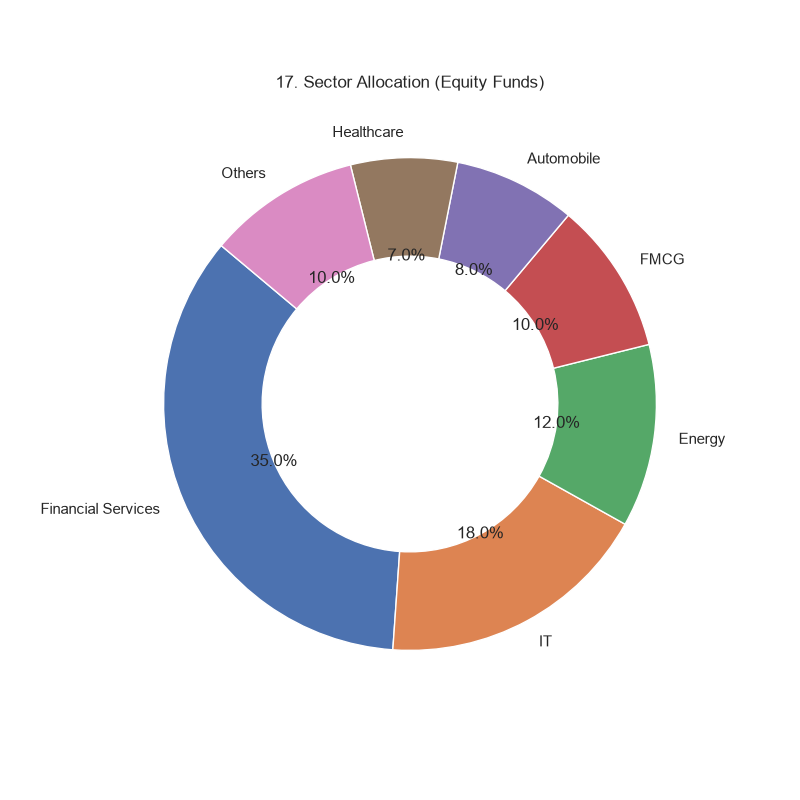 17. Sector Allocation (Equity Funds)
Healthcare
Automobile
Others
FMCG
7.0%
8.0%
10.0%
10.0%
12.0%
Energy
35.0%
Financial Services
18.0%
IT